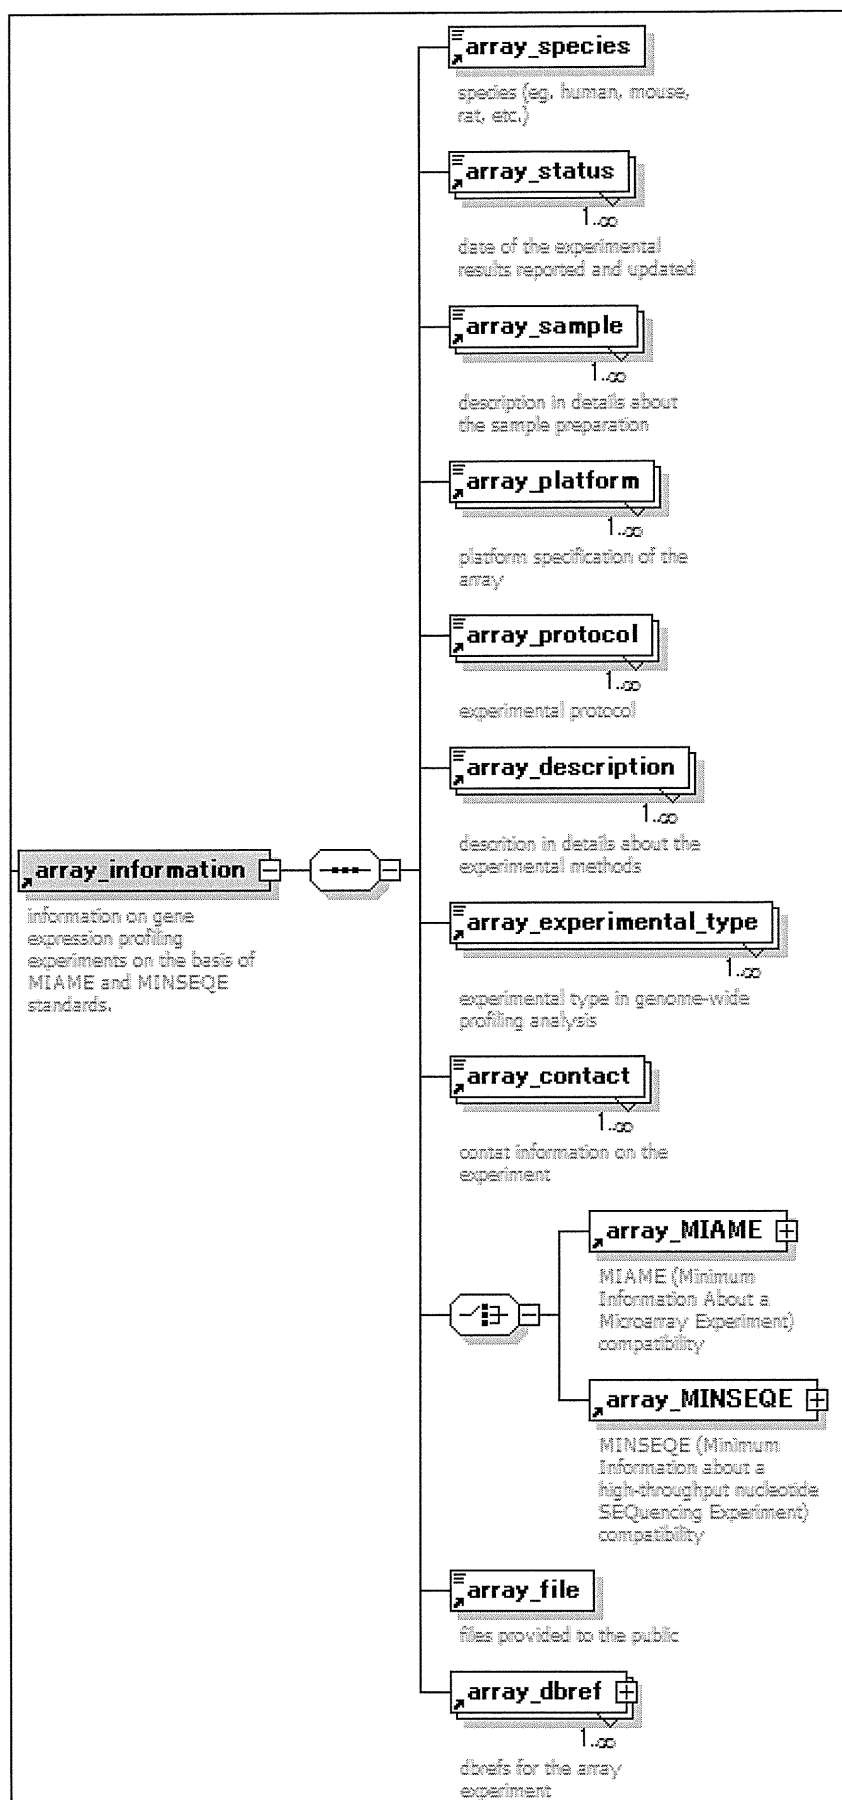 array_species
species (eg. human, mouse,
rat, etc.)
array_status
1..∞
date of the experimental
results reported and updated
array_sample
1..∞
description in details about
the sample preparation
array_platform
1..∞
platform specification of the
array
array_protocol
1..∞
experimental protocol
array_description
1..∞
descrition in details about the
experimental methods
array_information
information on gene
expression profiling
experiments on the basis of
MIAME and MINSEQE
standards.
array_experimental_type
1..∞
experimental type in genome-wide
profiling analysis
array_contact
1..∞
contat information on the
experiment
array_MIAME
MIAME (Minimum
Information About a
Microarray Experiment)
compatibility
array_MINSEQE
MINSEQE (Minimum
Information about a
high-throughput nucleotide
SEQuencing Experiment)
compatibility
array_file
files provided to the public
array_dbref
1..∞
dbrefs for the array
experiment